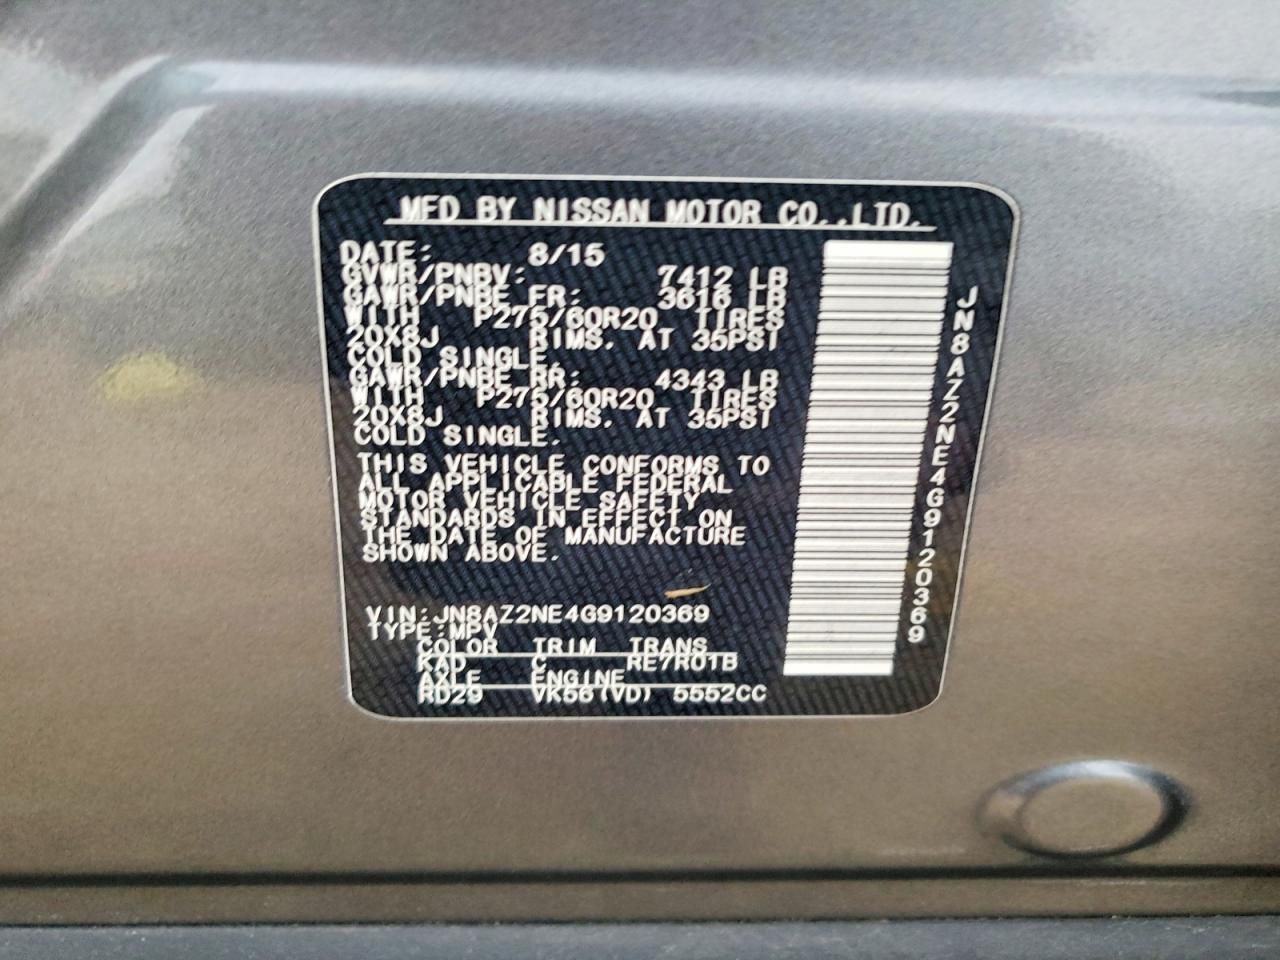 MFD BY NISSAN MOTOR CO.,LTD.
DATE: 8/15
GVWR/PNBV: 7412 LB
GAWR/PNBE FR: 3616 LB
WITH P275/60R20 TIRES
20X8J RIMS. AT 35PSI
COLD SINGLE.
GAWR/PNBE RR: 4343 LB
WITH P275/60R20 TIRES
20X8J RIMS. AT 35PSI
COLD SINGLE.
THIS VEHICLE CONFORMS TO
ALL APPLICABLE FEDERAL
MOTOR VEHICLE SAFETY
STANDARDS IN EFFECT ON
THE DATE OF MANUFACTURE
SHOWN ABOVE.
VIN:JN8AZ2NE4G9120369
TYPE:MPV
COLOR TRIM TRANS
KAD C RE7R01B
AXLE ENGINE
RD29 VK56(VD) 5552CC
JN8AZ2NE4G9120369